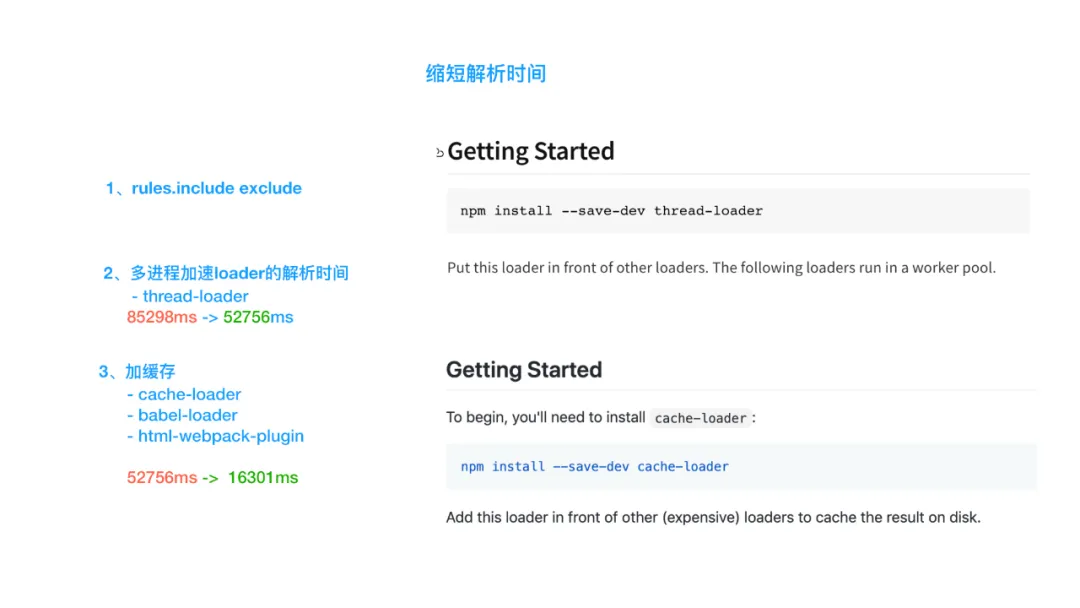 缩短解析时间
1、rules.include exclude
2、多进程加速loader的解析时间
- thread-loader
85298ms -> 52756ms
3、加缓存
- cache-loader
- babel-loader
- html-webpack-plugin
52756ms -> 16301ms
Getting Started
npm install --save-dev thread-loader
Put this loader in front of other loaders. The following loaders run in a worker pool.
Getting Started
To begin, you'll need to install cache-loader:
npm install --save-dev cache-loader
Add this loader in front of other (expensive) loaders to cache the result on disk.